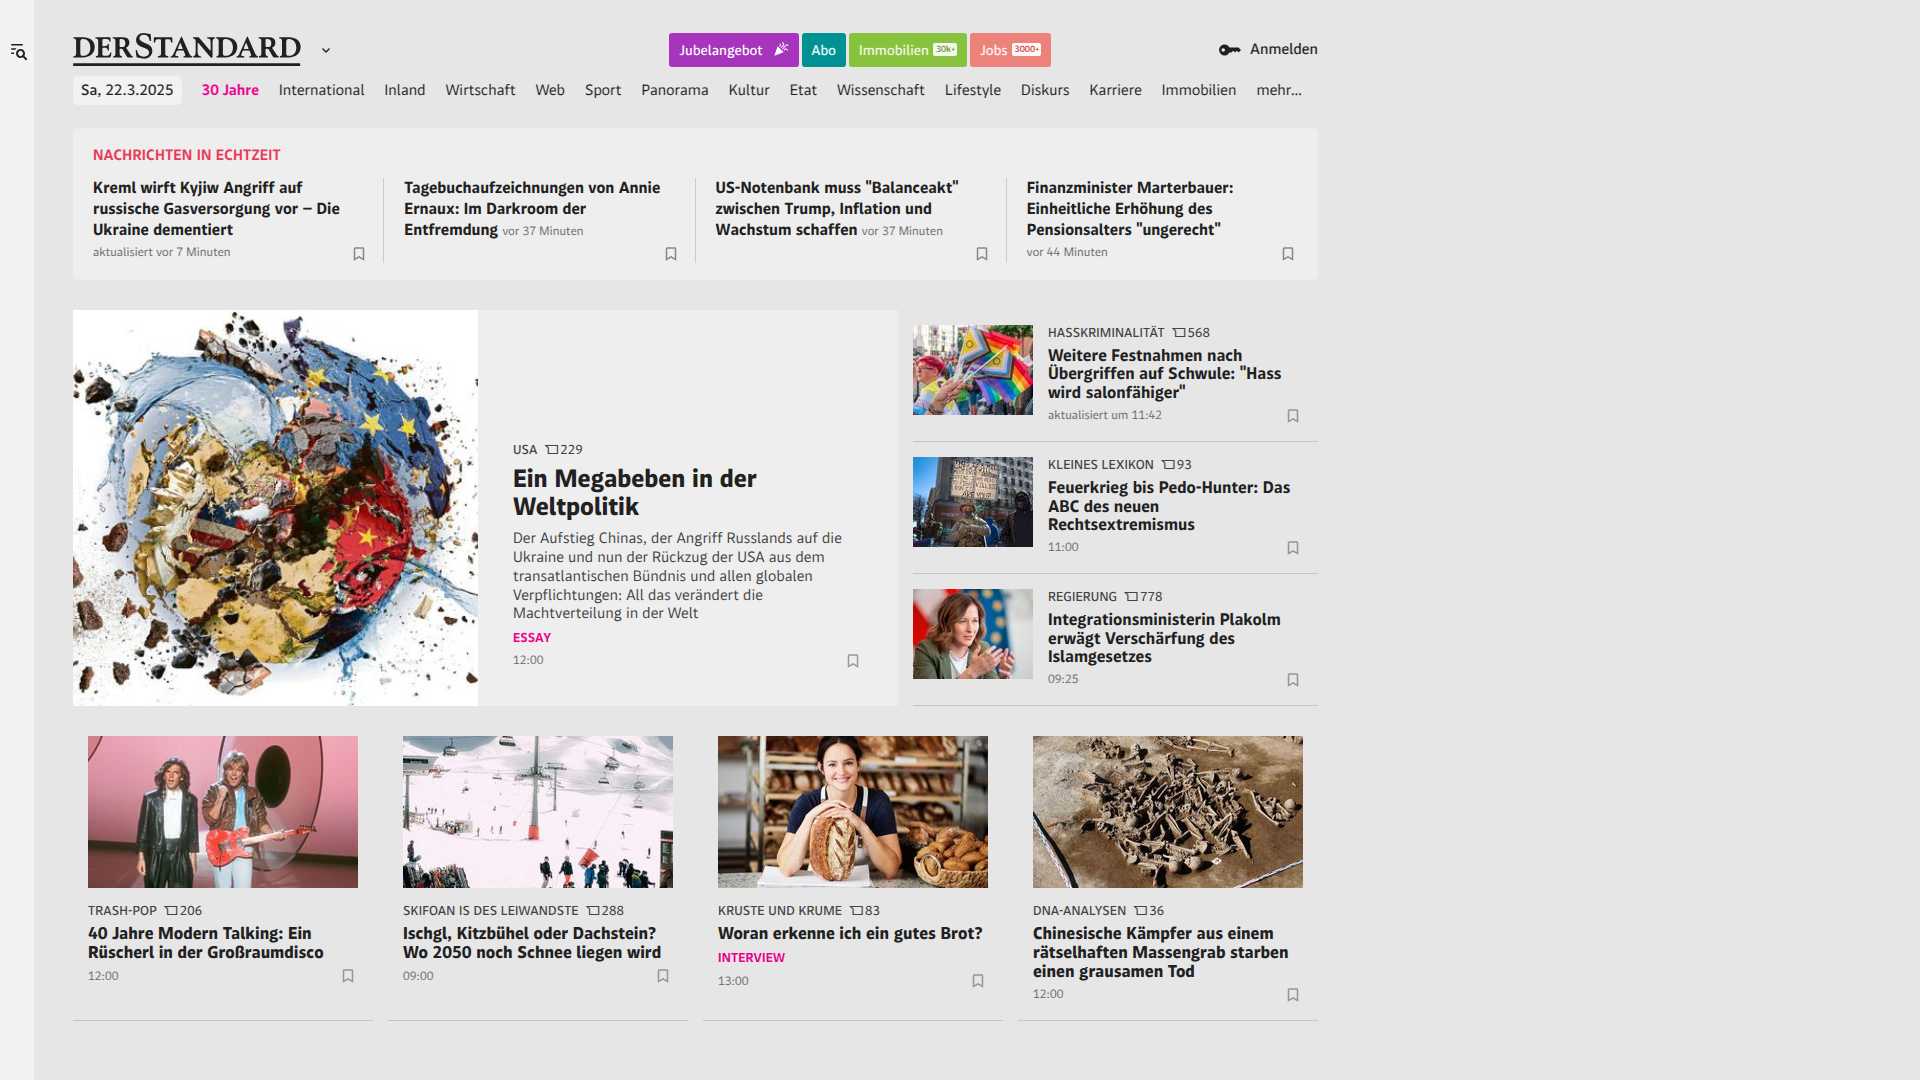 DERSTANDARD
Jubelangebot
Abo
Immobilien 30k+
Jobs 3000+
Anmelden
Sa, 22.3.2025 30 Jahre International Inland Wirtschaft Web Sport Panorama Kultur Etat Wissenschaft Lifestyle Diskurs Karriere Immobilien mehr...
NACHRICHTEN IN ECHTZEIT
Kreml wirft Kyjiw Angriff auf
russische Gasversorgung vor – Die
Ukraine dementiert
aktualisiert vor 7 Minuten
Tagebuchaufzeichnungen von Annie
Ernaux: Im Darkroom der
Entfremdung vor 37 Minuten
US-Notenbank muss "Balanceakt"
zwischen Trump, Inflation und
Wachstum schaffen vor 37 Minuten
Finanzminister Marterbauer:
Einheitliche Erhöhung des
Pensionsalters "ungerecht"
vor 44 Minuten
USA 229
Ein Megabeben in der
Weltpolitik
Der Aufstieg Chinas, der Angriff Russlands auf die
Ukraine und nun der Rückzug der USA aus dem
transatlantischen Bündnis und allen globalen
Verpflichtungen: All das verändert die
Machtverteilung in der Welt
ESSAY
12:00
HASSKRIMINALITÄT 568
Weitere Festnahmen nach
Übergriffen auf Schwule: "Hass
wird salonfähiger"
aktualisiert um 11:42
KLEINES LEXIKON 93
Feuerkrieg bis Pedo-Hunter: Das
ABC des neuen
Rechtsextremismus
11:00
REGIERUNG 778
Integrationsministerin Plakolm
erwägt Verschärfung des
Islamgesetzes
09:25
TRASH-POP 206
40 Jahre Modern Talking: Ein
Rüscherl in der Großraumdisco
12:00
SKIFOAN IS DES LEIWANDSTE 288
Ischgl, Kitzbühel oder Dachstein?
Wo 2050 noch Schnee liegen wird
09:00
KRUSTE UND KRUME 83
Woran erkenne ich ein gutes Brot?
INTERVIEW
13:00
DNA-ANALYSEN 36
Chinesische Kämpfer aus einem
rätselhaften Massengrab starben
einen grausamen Tod
12:00